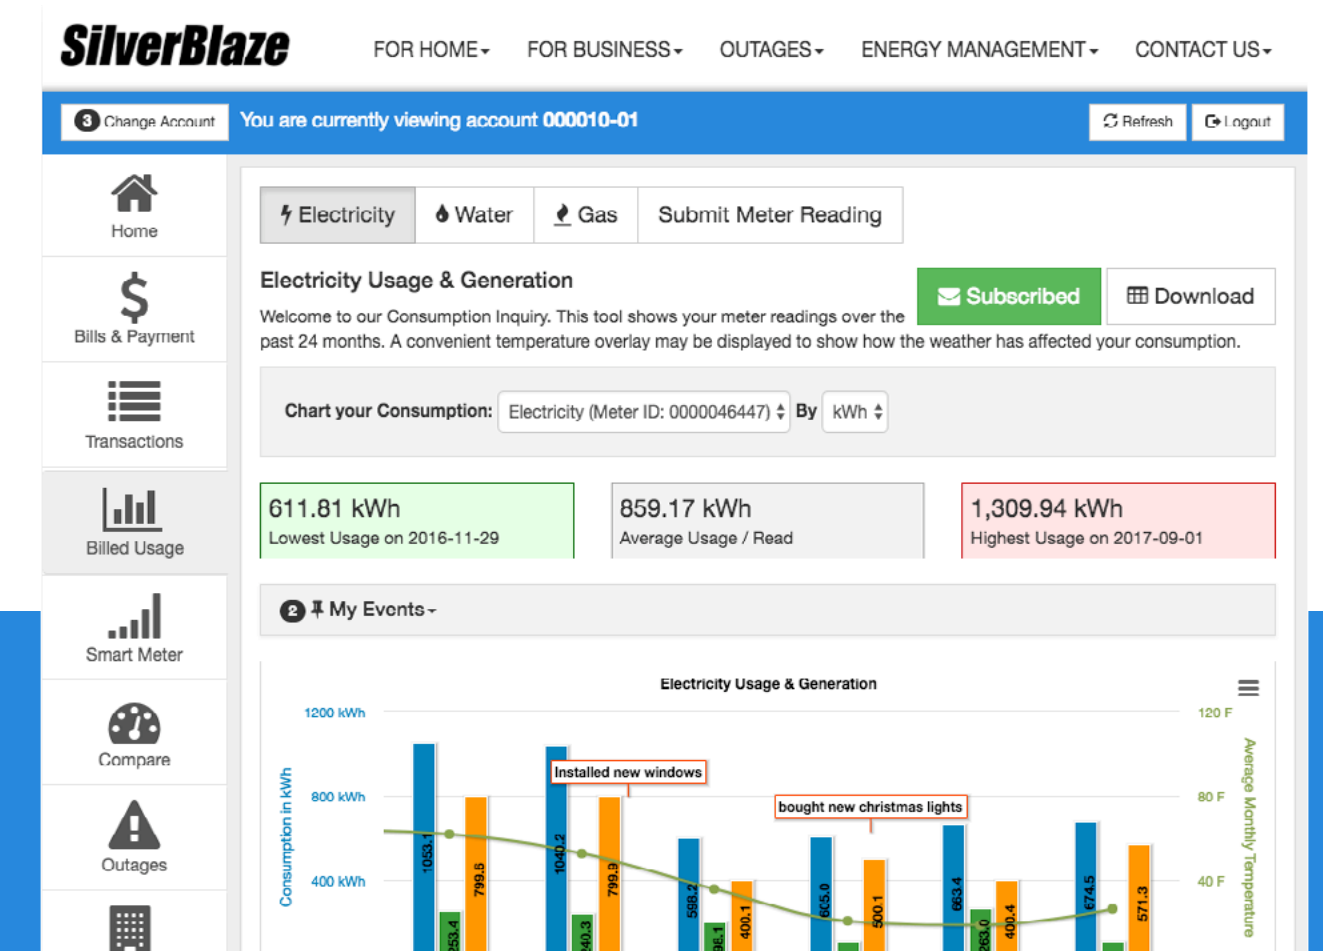 SilverBlaze
FOR HOME
FOR BUSINESS
OUTAGES
ENERGY MANAGEMENT
CONTACT US
3 Change Account
You are currently viewing account 000010-01
Refresh
Logout
Home
Bills & Payment
Transactions
Billed Usage
Smart Meter
Compare
Outages
Electricity
Water
Gas
Submit Meter Reading
Electricity Usage & Generation
Subscribed
Download
Welcome to our Consumption Inquiry. This tool shows your meter readings over the
past 24 months. A convenient temperature overlay may be displayed to show how the weather has affected your consumption.
Chart your Consumption: Electricity (Meter ID: 0000046447) By kWh
611.81 kWh
Lowest Usage on 2016-11-29
859.17 kWh
Average Usage / Read
1,309.94 kWh
Highest Usage on 2017-09-01
2 My Events
Electricity Usage & Generation
1200 kWh
800 kWh
400 kWh
Consumption in kWh
120 F
80 F
40 F
Average Monthly Temperature
Installed new windows
bought new christmas lights
1053.1
253.4
1040.2
799.9
598.2
400.1
605.0
500.1
663.4
263.0
400.4
674.5
571.3